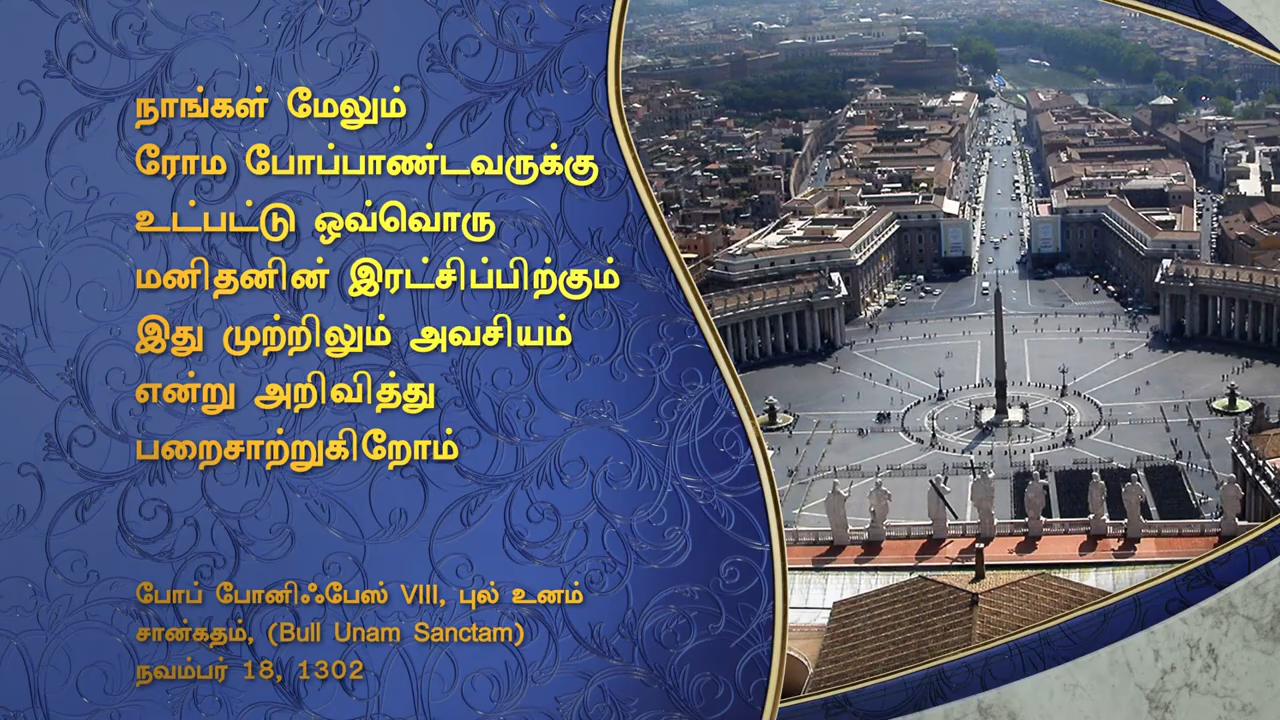 நாங்கள் மேலும்
ரோம போப்பாண்டவருக்கு
உட்பட்டு ஒவ்வொரு
மனிதனின் இரட்சிப்பிற்கும்
இது முற்றிலும் அவசியம்
என்று அறிவித்து
பறைசாற்றுகிறோம்
போப் போனிஃபேஸ் VIII, புல் உனம்
சான்கதம், (Bull Unam Sanctam)
நவம்பர் 18, 1302